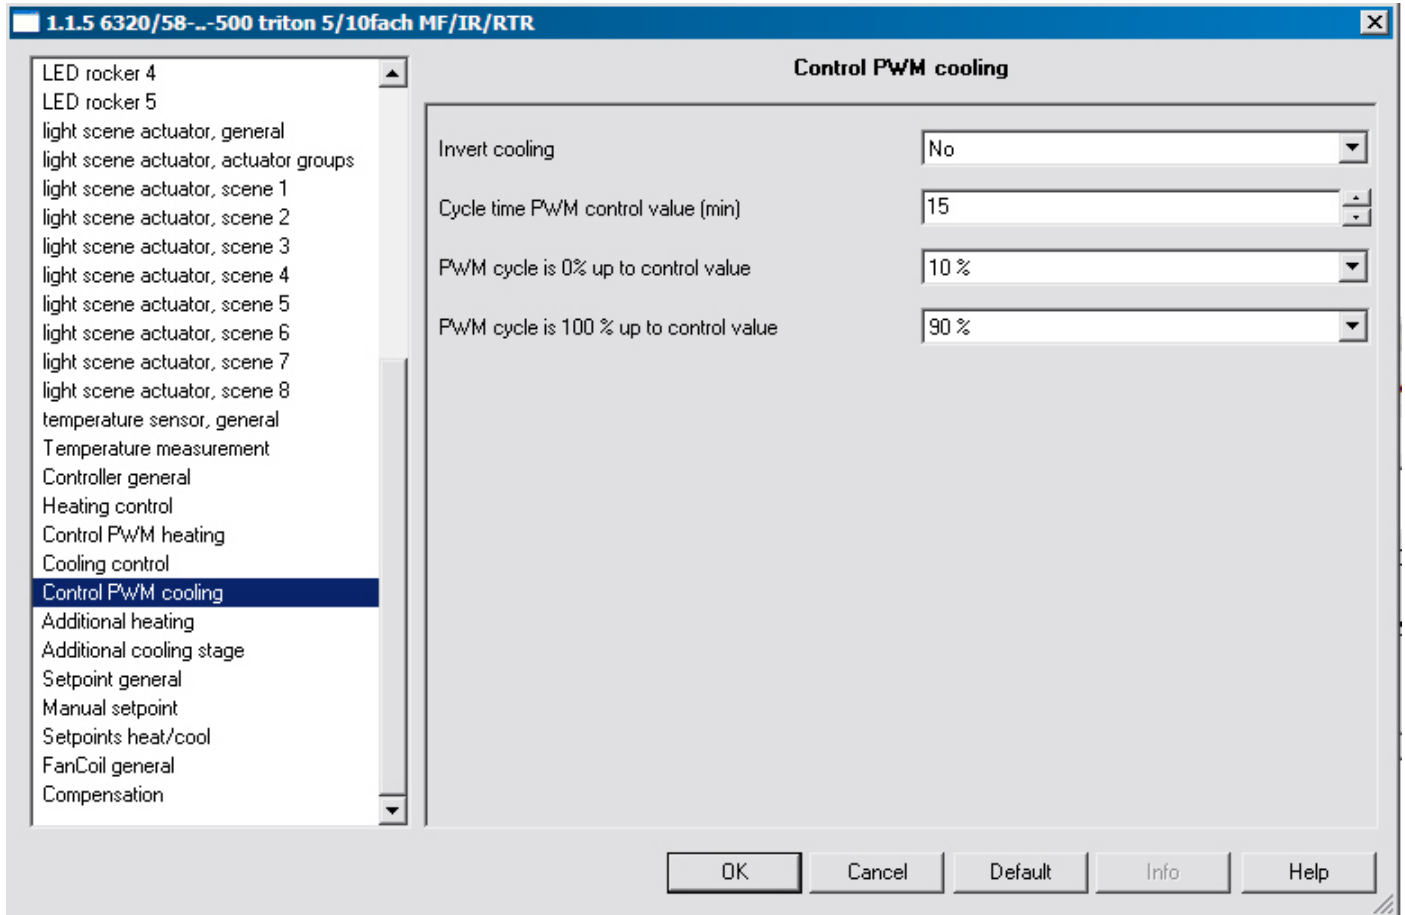 1.1.5 6320/58-..-500 triton 5/10fach MF/IR/RTR
LED rocker 4
LED rocker 5
light scene actuator, general
light scene actuator, actuator groups
light scene actuator, scene 1
light scene actuator, scene 2
light scene actuator, scene 3
light scene actuator, scene 4
light scene actuator, scene 5
light scene actuator, scene 6
light scene actuator, scene 7
light scene actuator, scene 8
temperature sensor, general
Temperature measurement
Controller general
Heating control
Control PWM heating
Cooling control
Control PWM cooling
Additional heating
Additional cooling stage
Setpoint general
Manual setpoint
Setpoints heat/cool
FanCoil general
Compensation
Control PWM cooling
Invert cooling No
Cycle time PWM control value (min) 15
PWM cycle is 0% up to control value 10 %
PWM cycle is 100 % up to control value 90 %
OK Cancel Default Info Help